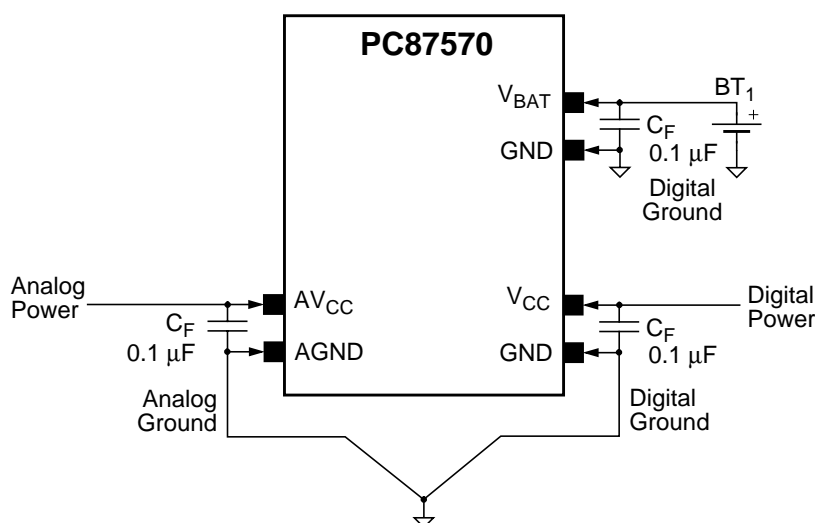 PC87570
V_BAT
BT1
+
C_F
0.1 μF
GND
Digital
Ground
Analog
Power
AV_CC
C_F
0.1 μF
AGND
Analog
Ground
V_CC
Digital
Power
C_F
0.1 μF
GND
Digital
Ground